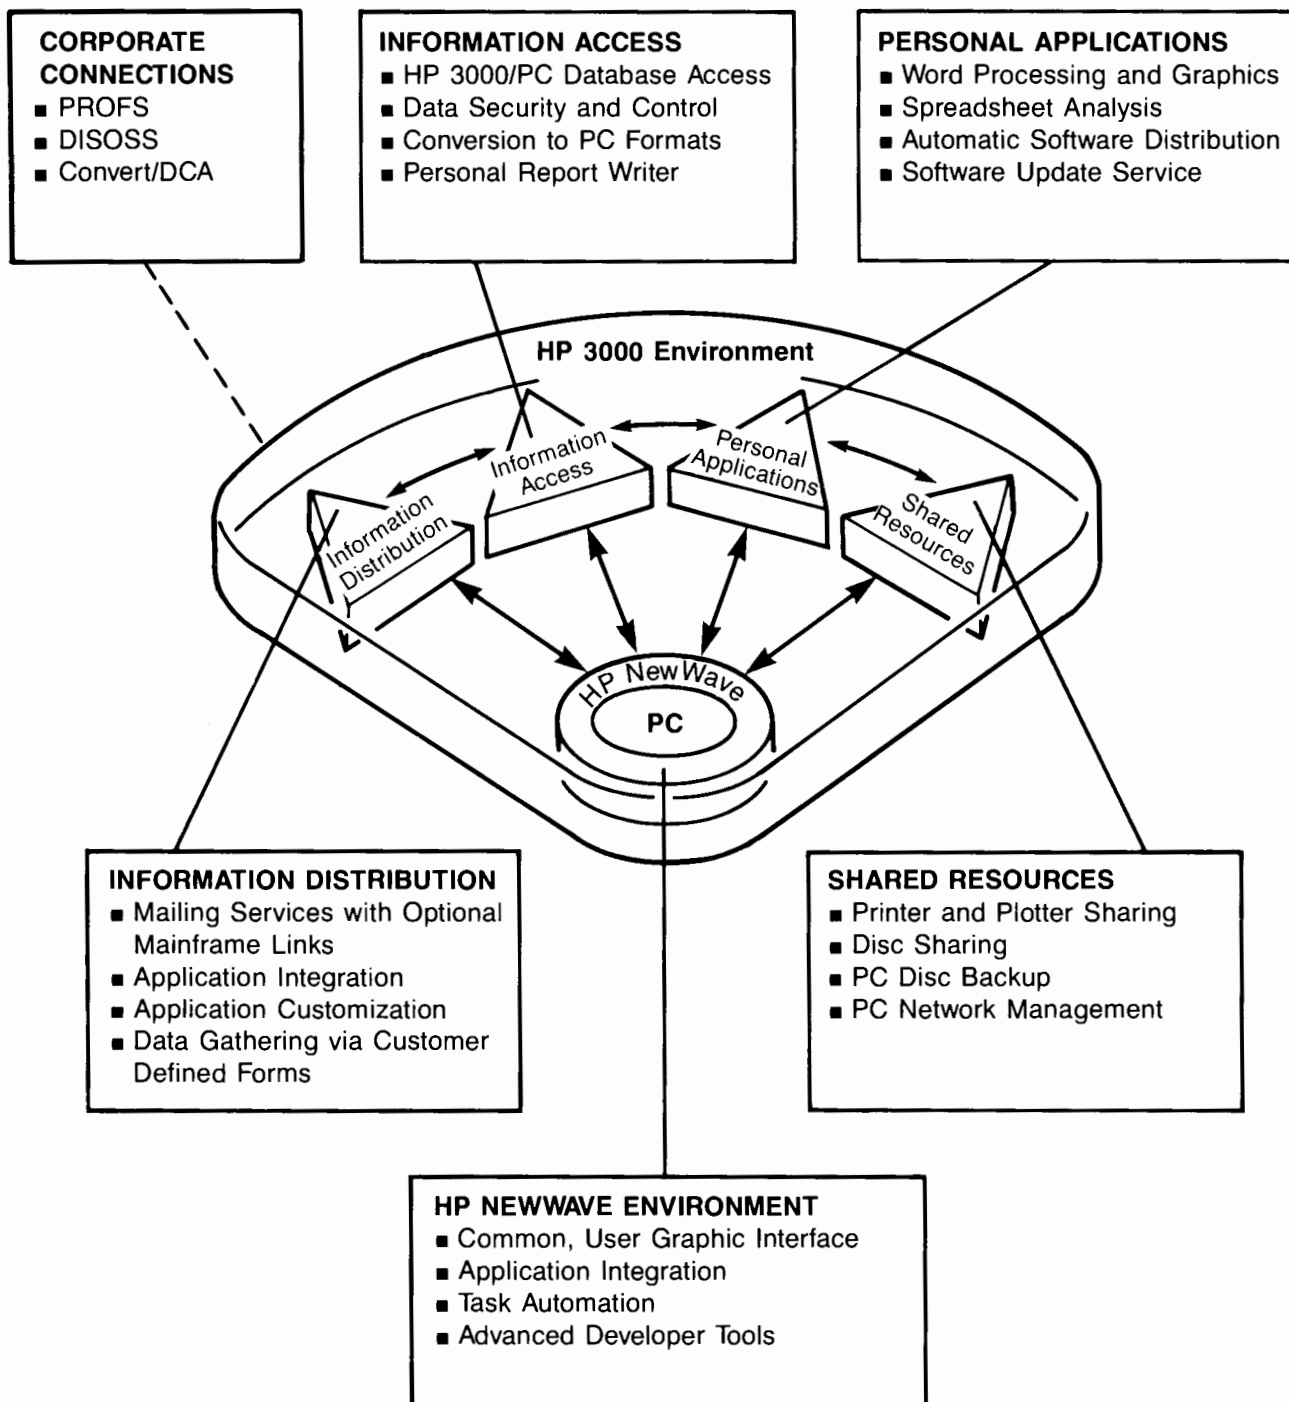 CORPORATE
CONNECTIONS
■ PROFS
■ DISOSS
■ Convert/DCA
INFORMATION ACCESS
■ HP 3000/PC Database Access
■ Data Security and Control
■ Conversion to PC Formats
■ Personal Report Writer
PERSONAL APPLICATIONS
■ Word Processing and Graphics
■ Spreadsheet Analysis
■ Automatic Software Distribution
■ Software Update Service
HP 3000 Environment
Information
Distribution
Information
Access
Personal
Applications
Shared
Resources
HP NewWave
PC
INFORMATION DISTRIBUTION
■ Mailing Services with Optional
Mainframe Links
■ Application Integration
■ Application Customization
■ Data Gathering via Customer
Defined Forms
SHARED RESOURCES
■ Printer and Plotter Sharing
■ Disc Sharing
■ PC Disc Backup
■ PC Network Management
HP NEWWAVE ENVIRONMENT
■ Common, User Graphic Interface
■ Application Integration
■ Task Automation
■ Advanced Developer Tools